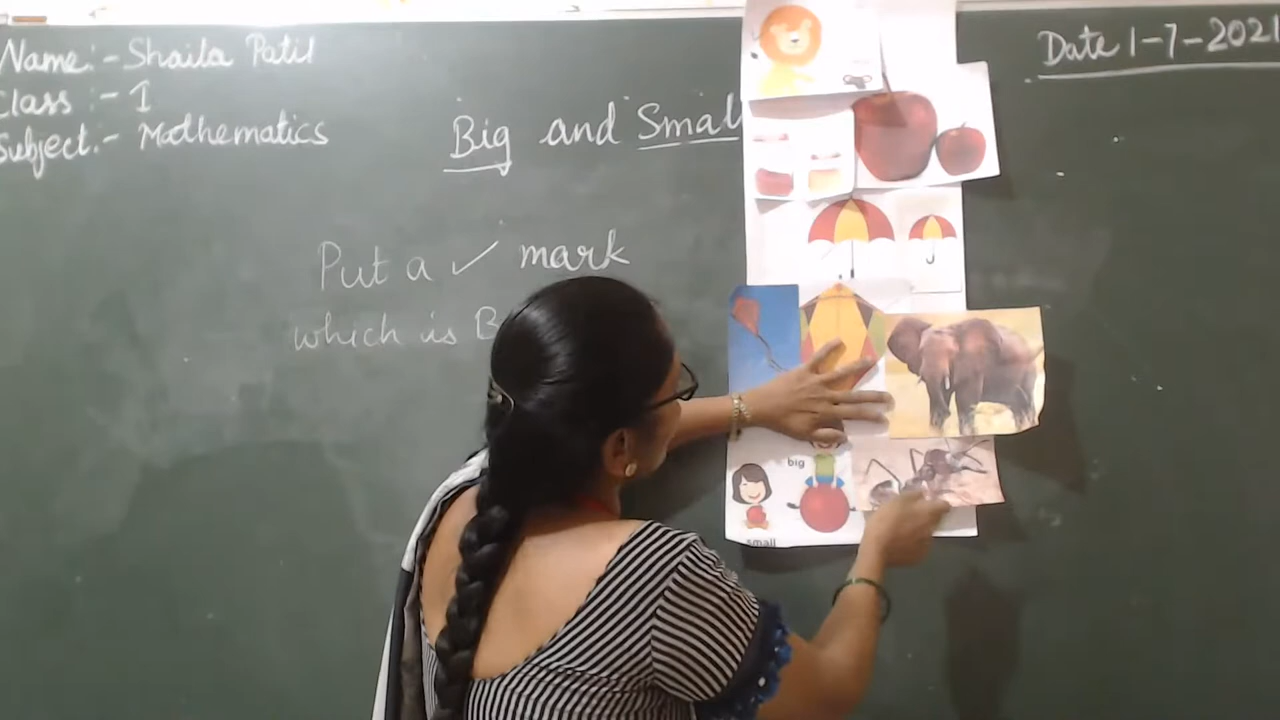 Name:- Shaila Patil
Class :- I
Subject:- Mathematics
Date 1-7-2021
Big and Small
Put a ✓ mark
which is B
big
small